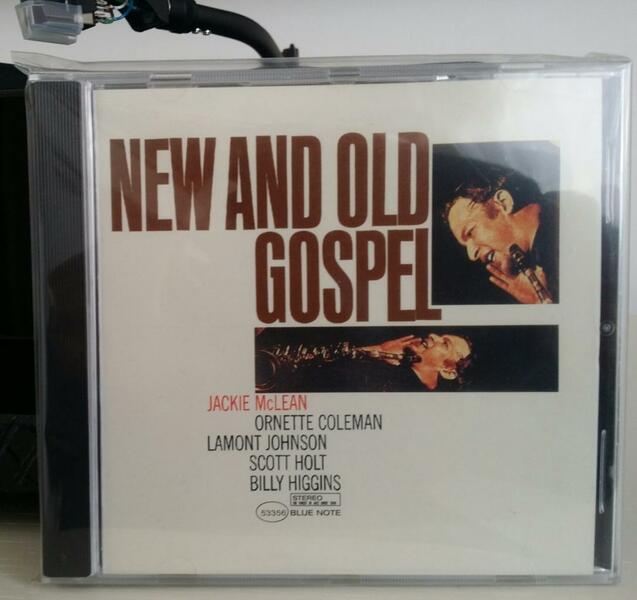 NEW AND OLD
GOSPEL
JACKIE McLEAN
ORNETTE COLEMAN
LAMONT JOHNSON
SCOTT HOLT
BILLY HIGGINS
STEREO
53356 BLUE NOTE